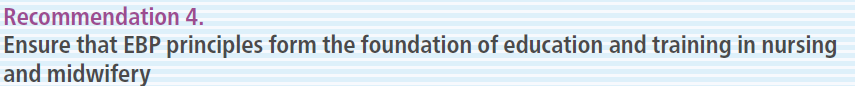 Recommendation 4.
Ensure that EBP principles form the foundation of education and training in nursing
and midwifery